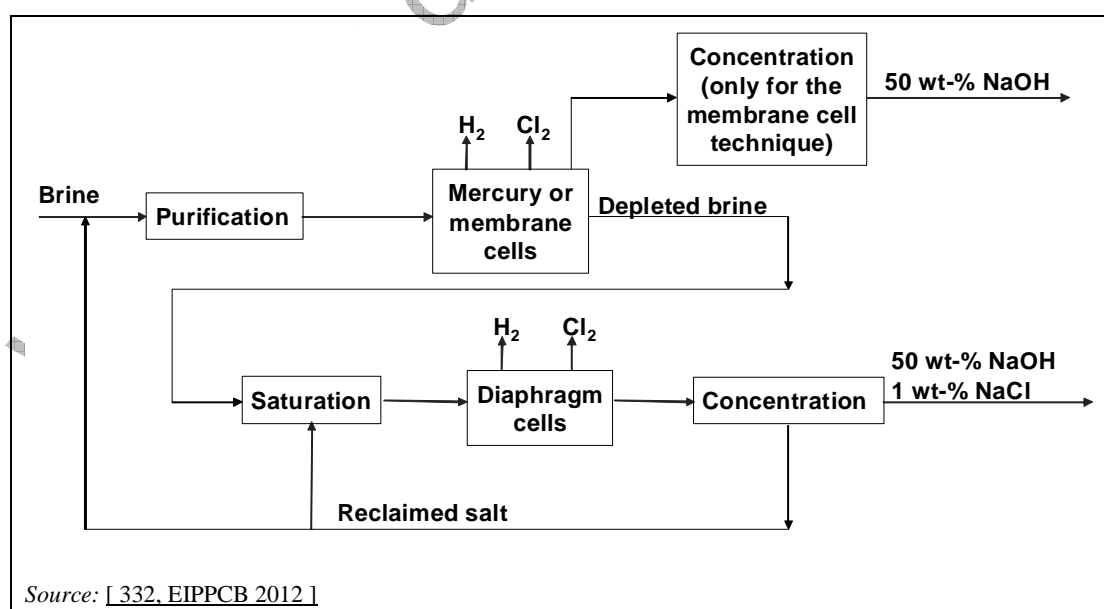 Concentration
(only for the
membrane cell
technique)
50 wt-% NaOH
H2
Cl2
Brine
Purification
Mercury or
membrane
cells
Depleted brine
H2
Cl2
Saturation
Diaphragm
cells
Concentration
50 wt-% NaOH
1 wt-% NaCl
Reclaimed salt
Source: [ 332, EIPPCB 2012 ]